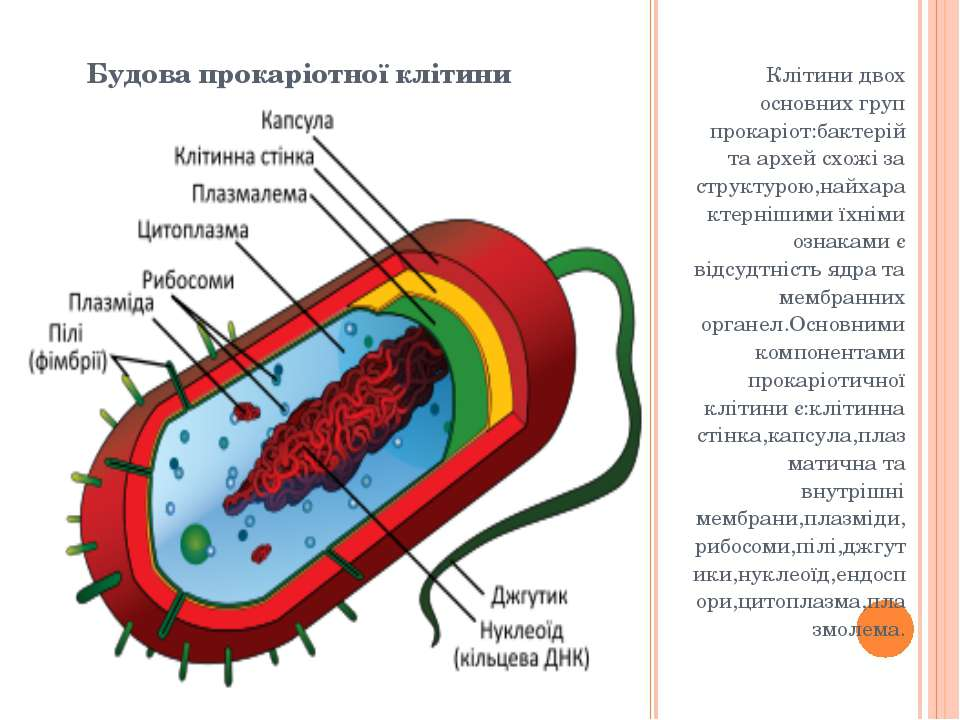 Будова прокаріотної клітини
Капсула
Клітинна стінка
Плазмалема
Цитоплазма
Рибосоми
Плазміда
Пілі
(фімбрії)
Джгутик
Нуклеоїд
(кільцева ДНК)
Клітини двох
основних груп
прокаріот:бактерій
та архей схожі за
структурою,найхара
ктернішими їхніми
ознаками є
відсудтність ядра та
мембранних
органел.Основними
компонентами
прокаріотичної
клітини є:клітинна
стінка,капсула,плаз
матична та
внутрішні
мембрани,плазміди,
рибосоми,пілі,джгут
ики,нуклеоїд,ендосп
ори,цитоплазма,пла
змолема.